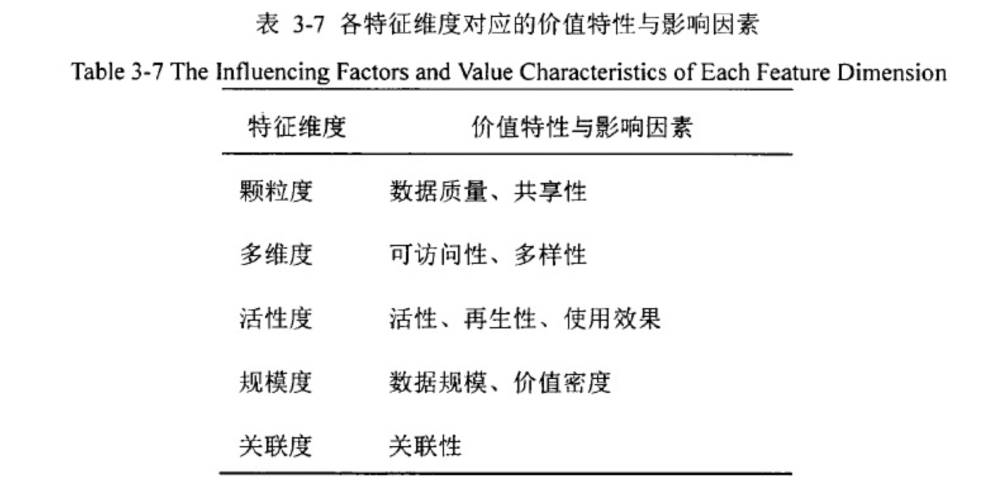 表 3-7 各特征维度对应的价值特性与影响因素
Table 3-7 The Influencing Factors and Value Characteristics of Each Feature Dimension
特征维度 价值特性与影响因素
颗粒度 数据质量、共享性
多维度 可访问性、多样性
活性度 活性、再生性、使用效果
规模度 数据规模、价值密度
关联度 关联性